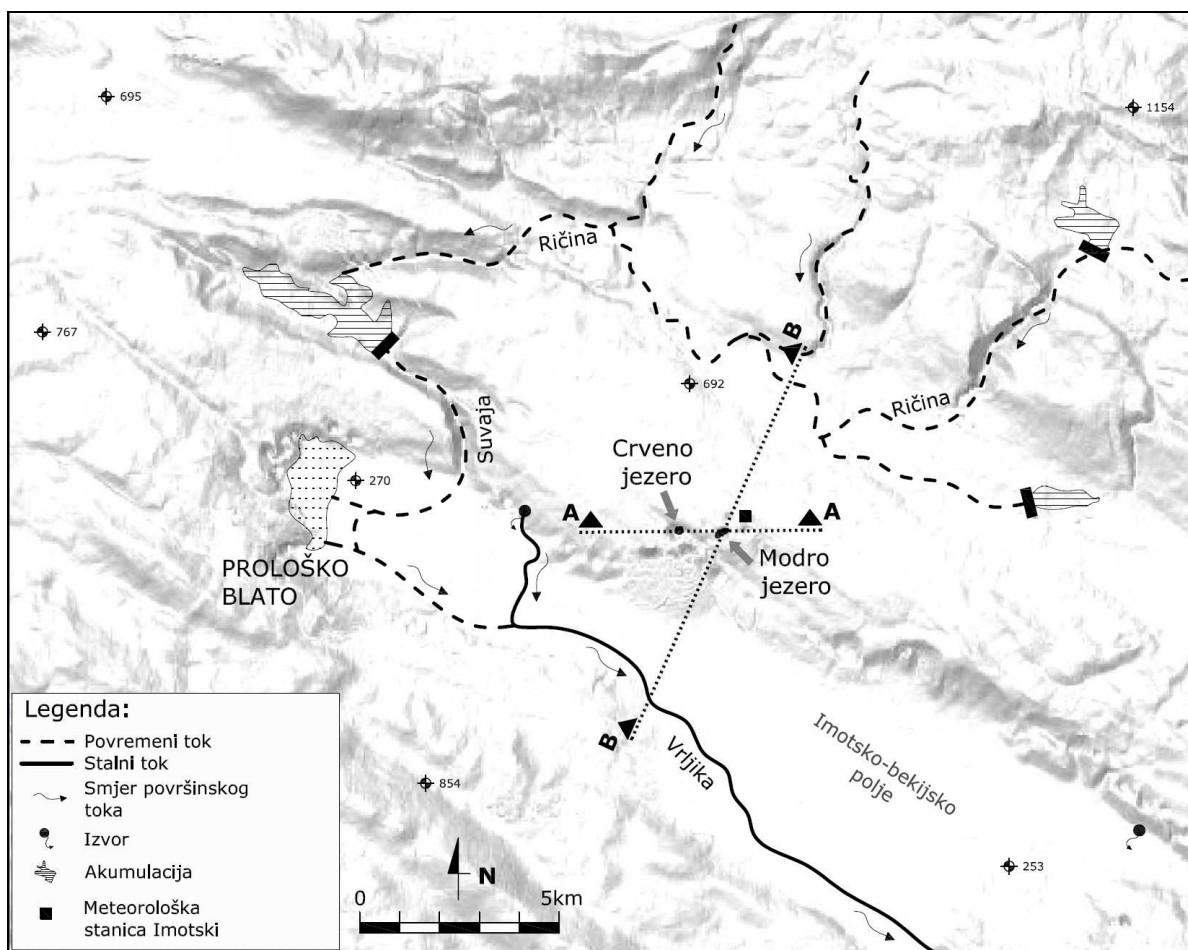 695
1154
Ričina
767
B
692
Ričina
Suvaja
Crveno
jezero
270
A
A
Modro
jezero
PROLOŠKO
BLATO
B
Vrljika
Imotsko-bekijsko
polje
854
253
N
0
5km
Legenda:
Povremeni tok
Stalni tok
Smjer površinskog
toka
Izvor
Akumulacija
Meteorološka
stanica Imotski